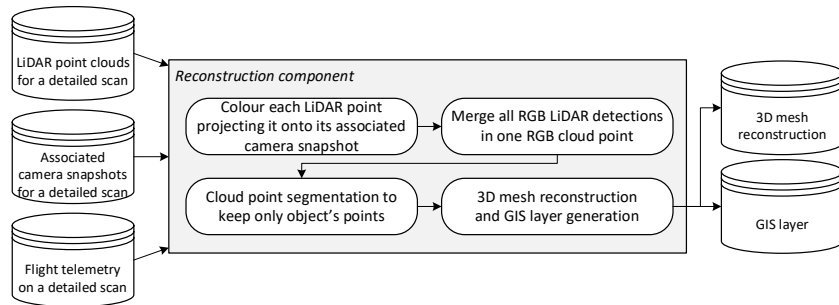 LiDAR point clouds
for a detailed scan
Associated
camera snapshots
for a detailed scan
Flight telemetry
on a detailed scan
Reconstruction component
Colour each LiDAR point
projecting it onto its associated
camera snapshot
Merge all RGB LiDAR detections
in one RGB cloud point
Cloud point segmentation to
keep only object's points
3D mesh reconstruction
and GIS layer generation
3D mesh
reconstruction
GIS layer